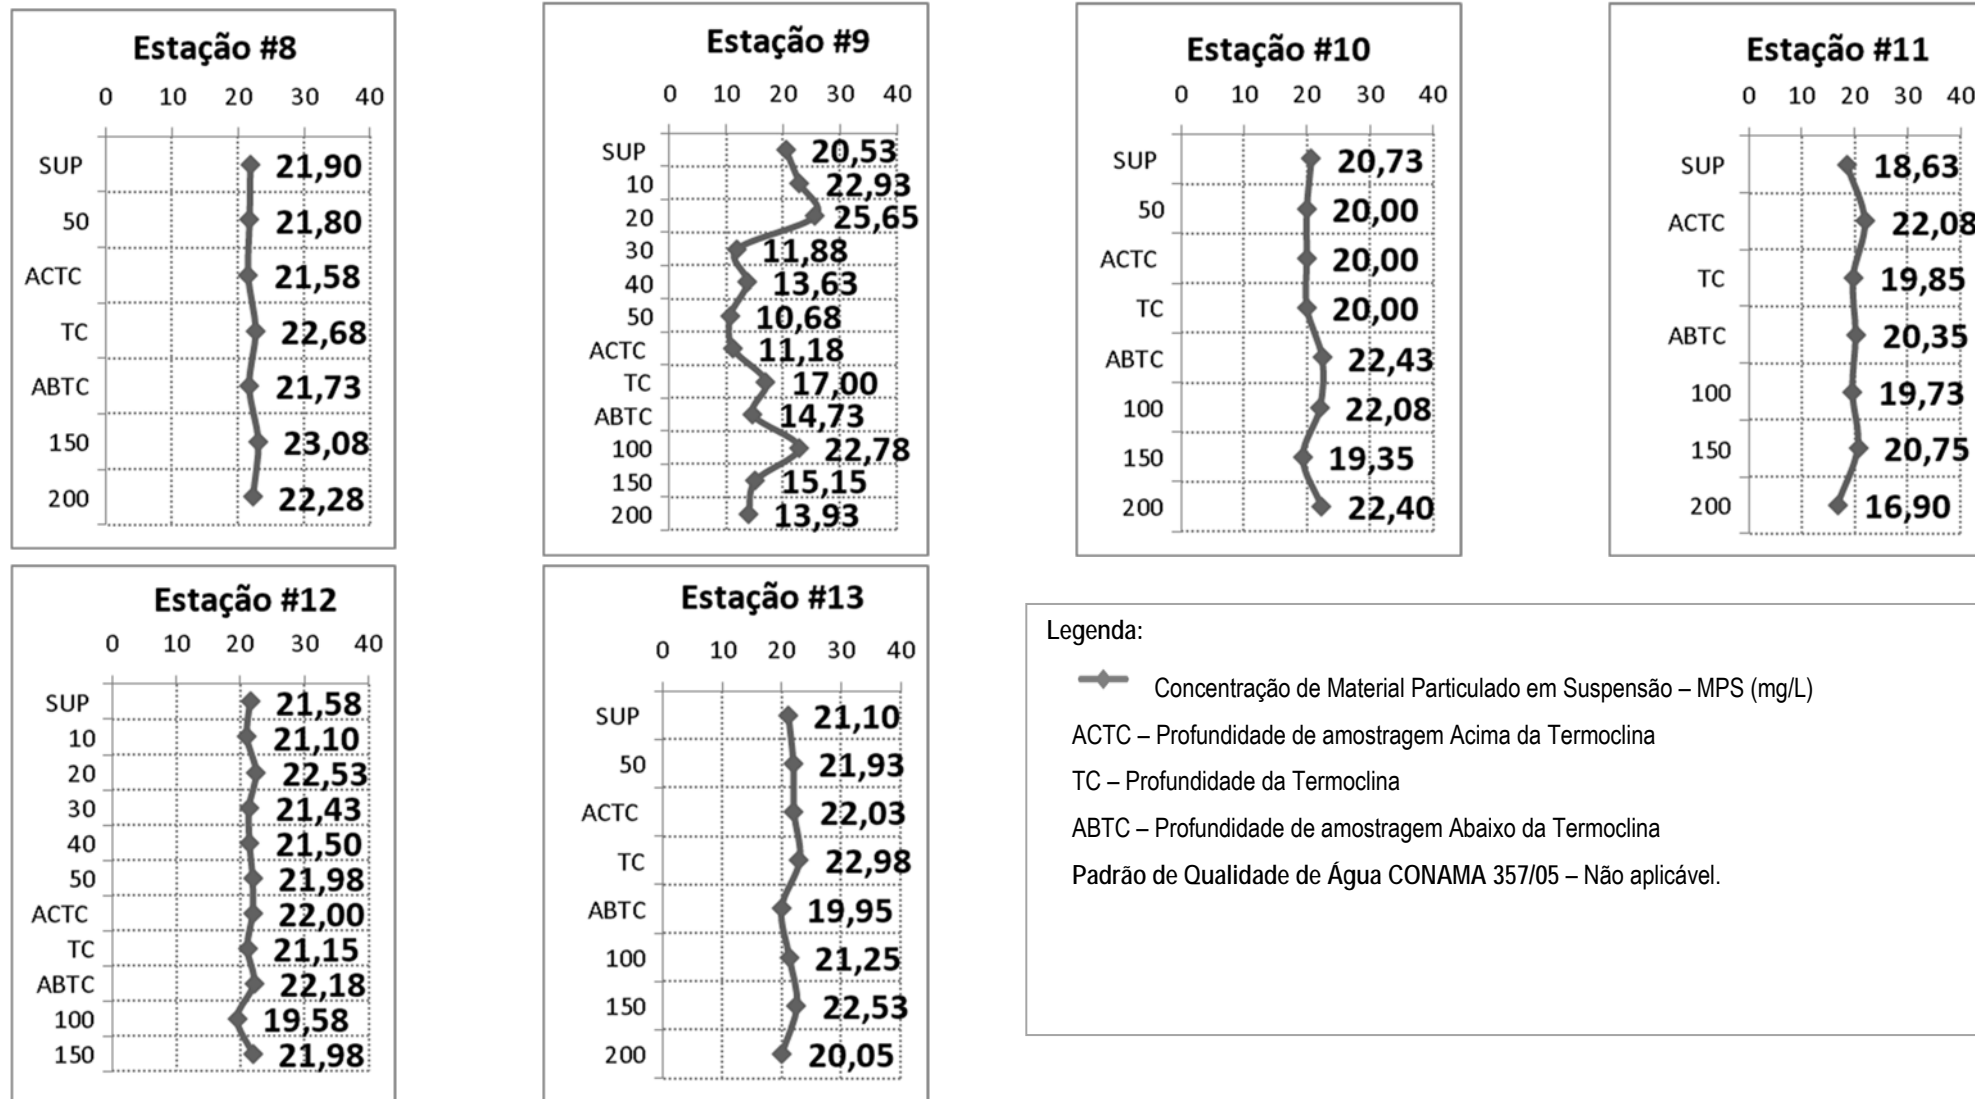 Estação #8
0 10 20 30 40
SUP 21,90
50 21,80
ACTC 21,58
TC 22,68
ABTC 21,73
150 23,08
200 22,28
Estação #9
0 10 20 30 40
SUP 20,53
10 22,93
20 25,65
30 11,88
40 13,63
50 10,68
ACTC 11,18
TC 17,00
ABTC 14,73
100 22,78
150 15,15
200 13,93
Estação #10
0 10 20 30 40
SUP 20,73
50 20,00
ACTC 20,00
TC 20,00
ABTC 22,43
100 22,08
150 19,35
200 22,40
Estação #11
0 10 20 30 40
SUP 18,63
ACTC 22,08
TC 19,85
ABTC 20,35
100 19,73
150 20,75
200 16,90
Estação #12
0 10 20 30 40
SUP 21,58
10 21,10
20 22,53
30 21,43
40 21,50
50 21,98
ACTC 22,00
TC 21,15
ABTC 22,18
100 19,58
150 21,98
Estação #13
0 10 20 30 40
SUP 21,10
50 21,93
ACTC 22,03
TC 22,98
ABTC 19,95
100 21,25
150 22,53
200 20,05
Legenda:
Concentração de Material Particulado em Suspensão – MPS (mg/L)
ACTC – Profundidade de amostragem Acima da Termoclina
TC – Profundidade da Termoclina
ABTC – Profundidade de amostragem Abaixo da Termoclina
Padrão de Qualidade de Água CONAMA 357/05 – Não aplicável.